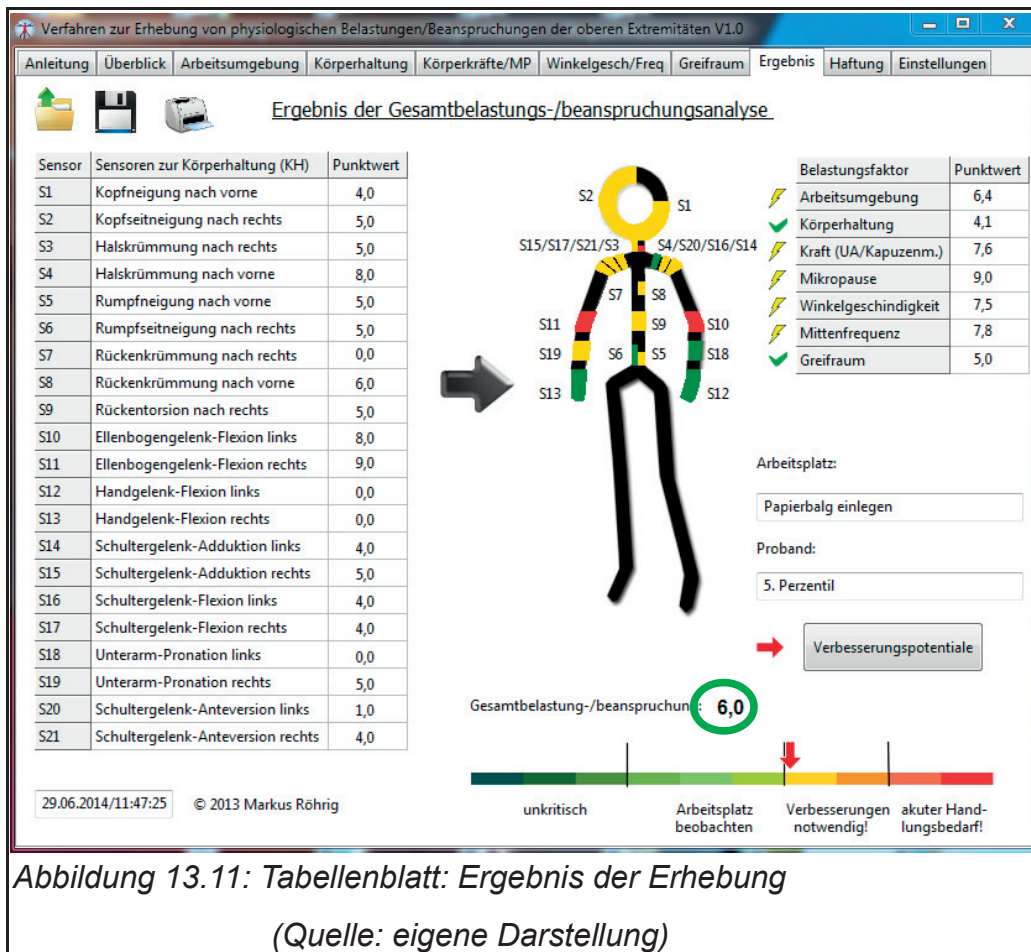 Verfahren zur Erhebung von physiologischen Belastungen/Beanspruchungen der oberen Extremitäten V1.0
Anleitung Überblick Arbeitsumgebung Körperhaltung Körperkräfte/MP Winkelgesch/Freq Greifraum Ergebnis Haftung Einstellungen
Ergebnis der Gesamtbelastungs-/beanspruchungsanalyse
Sensor Sensoren zur Körperhaltung (KH) Punktwert
S1 Kopfneigung nach vorne 4,0
S2 Kopfseitneigung nach rechts 5,0
S3 Halskrümmung nach rechts 5,0
S4 Halskrümmung nach vorne 8,0
S5 Rumpfneigung nach vorne 5,0
S6 Rumpfseitneigung nach rechts 5,0
S7 Rückenkrümmung nach rechts 0,0
S8 Rückenkrümmung nach vorne 6,0
S9 Rückentorsion nach rechts 5,0
S10 Ellenbogengelenk-Flexion links 8,0
S11 Ellenbogengelenk-Flexion rechts 9,0
S12 Handgelenk-Flexion links 0,0
S13 Handgelenk-Flexion rechts 0,0
S14 Schultergelenk-Adduktion links 4,0
S15 Schultergelenk-Adduktion rechts 5,0
S16 Schultergelenk-Flexion links 4,0
S17 Schultergelenk-Flexion rechts 4,0
S18 Unterarm-Pronation links 0,0
S19 Unterarm-Pronation rechts 5,0
S20 Schultergelenk-Anteversion links 1,0
S21 Schultergelenk-Anteversion rechts 4,0
29.06.2014/11:47:25 © 2013 Markus Röhrig
S2 S1
S15/S17/S21/S3 S4/S20/S16/S14
S7 S8
S11 S9 S10
S19 S6 S5 S18
S13 S12
Belastungsfaktor Punktwert
Arbeitsumgebung 6,4
Körperhaltung 4,1
Kraft (UA/Kapuzenm.) 7,6
Mikropause 9,0
Winkelgeschindigkeit 7,5
Mittenfrequenz 7,8
Greifraum 5,0
Arbeitsplatz:
Papierbalg einlegen
Proband:
5. Perzentil
Verbesserungspotentiale
Gesamtbelastung-/beanspruchun: 6,0
unkritisch Arbeitsplatz Verbesserungen akuter Hand-
beobachten notwendig! lungsbedarf!
Abbildung 13.11: Tabellenblatt: Ergebnis der Erhebung
(Quelle: eigene Darstellung)